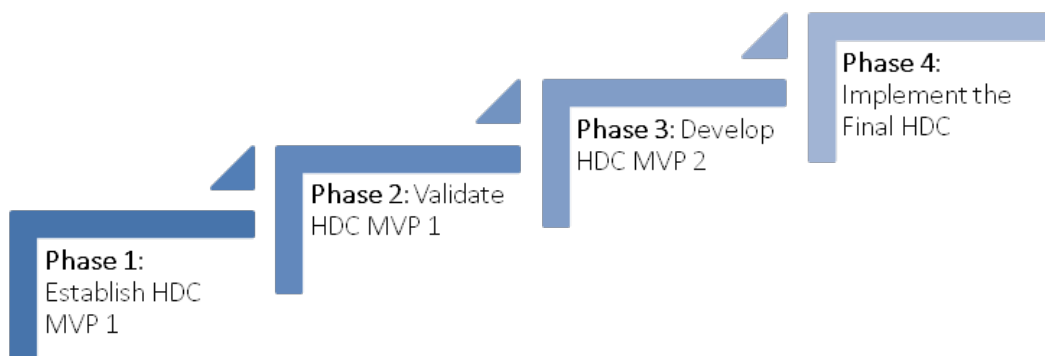 Phase 1:
Establish HDC
MVP 1
Phase 2: Validate
HDC MVP 1
Phase 3: Develop
HDC MVP 2
Phase 4:
Implement the
Final HDC